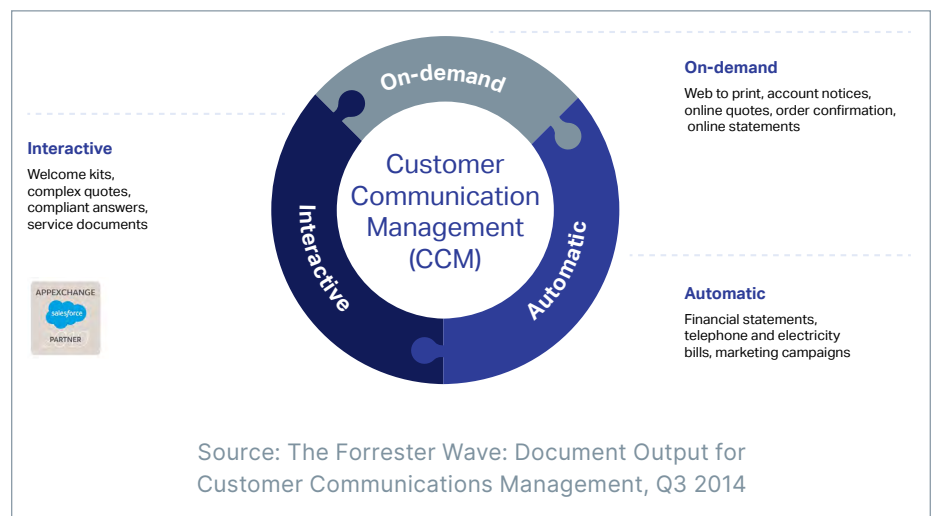 On-demand
On-demand
Web to print, account notices,
online quotes, order confirmation,
online statements
Interactive
Welcome kits,
complex quotes,
compliant answers,
service documents
Customer
Communication
Management
(CCM)
Interactive
Automatic
APPEXCHANGE
salesforce
PARTNER
Automatic
Financial statements,
telephone and electricity
bills, marketing campaigns
Source: The Forrester Wave: Document Output for
Customer Communications Management, Q3 2014